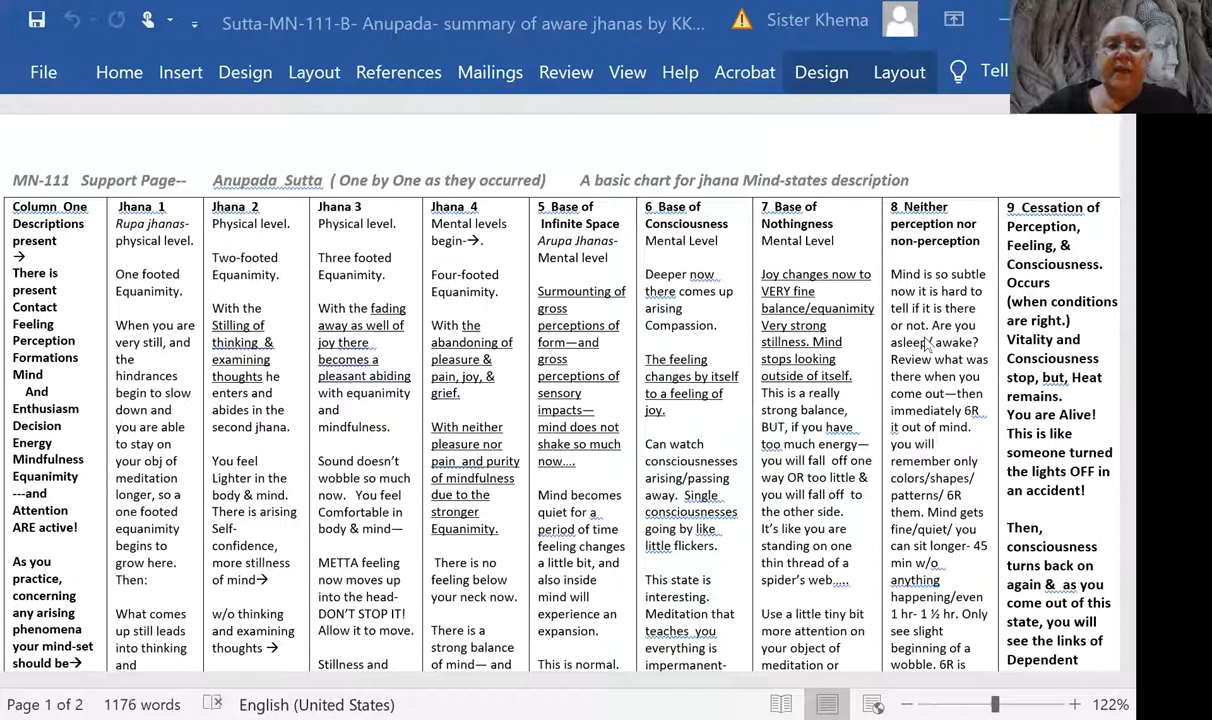 Sutta-MN-111-B- Anupada- summary of aware jhanas by KK...
Sister Khema
File Home Insert Design Layout References Mailings Review View Help Acrobat Design Layout Tell
MN-111 Support Page-- Anupada Sutta ( One by One as they occurred) A basic chart for jhana Mind-states description
Column One
Descriptions
present
→
There is
present
Contact
Feeling
Perception
Formations
Mind
And
Enthusiasm
Decision
Energy
Mindfulness
Equanimity
---and
Attention
ARE active!
As you
practice,
concerning
any arising
phenomena
your mind-set
should be→
Jhana 1
Rupa jhanas-
physical level.
One footed
Equanimity.
When you are
very still, and
the
hindrances
begin to slow
down and
you are able
to stay on
your obj of
meditation
longer, so a
one footed
equanimity
begins to
grow here.
Then:
What comes
up still leads
into thinking
and
Jhana 2
Physical level.
Two-footed
Equanimity.
With the
Stilling of
thinking &
examining
thoughts he
enters and
abides in the
second jhana.
You feel
Lighter in the
body & mind.
There is arising
Self-
confidence,
more stillness
of mind→
w/o thinking
and examining
thoughts →
Jhana 3
Physical level.
Three footed
Equanimity.
With the fading
away as well of
joy there
becomes a
pleasant abiding
with equanimity
and
mindfulness.
Sound doesn't
wobble so much
now. You feel
Comfortable in
body & mind—
METTA feeling
now moves up
into the head-
DON'T STOP IT!
Allow it to move.
Stillness and
Jhana 4
Mental levels
begin-→.
Four-footed
Equanimity.
With the
abandoning of
pleasure &
pain, joy, &
grief.
With neither
pleasure nor
pain and purity
of mindfulness
due to the
stronger
Equanimity.
There is no
feeling below
your neck now.
There is a
strong balance
of mind— and
5 Base of
Infinite Space
Arupa Jhanas-
Mental level
Surmounting of
gross
perceptions of
form—and
gross
perceptions of
sensory
impacts—
mind does not
shake so much
now....
Mind becomes
quiet for a
period of time
feeling changes
a little bit, and
also inside
mind will
experience an
expansion.
This is normal.
6 Base of
Consciousness
Mental Level
Deeper now
there comes up
arising
Compassion.
The feeling
changes by itself
to a feeling of
joy.
Can watch
consciousnesses
arising/passing
away. Single
consciousnesses
going by like
little flickers.
This state is
interesting.
Meditation that
teaches you
everything is
impermanent-
7 Base of
Nothingness
Mental Level
Joy changes now to
VERY fine
balance/equanimity
Very strong
stillness. Mind
stops looking
outside of itself.
This is a really
strong balance,
BUT, if you have
too much energy—
you will fall off one
way OR too little &
you will fall off to
the other side.
It's like you are
standing on one
thin thread of a
spider's web.....
Use a little tiny bit
more attention on
your object of
meditation or
8 Neither
perception nor
non-perception
Mind is so subtle
now it is hard to
tell if it is there
or not. Are you
asleep/awake?
Review what was
there when you
come out—then
immediately 6R
it out of mind.
you will
remember only
colors/shapes/
patterns/ 6R
them. Mind gets
fine/quiet/ you
can sit longer- 45
min w/o
anything
happening/even
1 hr- 1 ½ hr. Only
see slight
beginning of a
wobble. 6R is
9 Cessation of
Perception,
Feeling, &
Consciousness.
Occurs
(when conditions
are right.)
Vitality and
Consciousness
stop, but, Heat
remains.
You are Alive!
This is like
someone turned
the lights OFF in
an accident!
Then,
consciousness
turns back on
again & as you
come out of this
state, you will
see the links of
Dependent
Page 1 of 2 1176 words English (United States) 122%